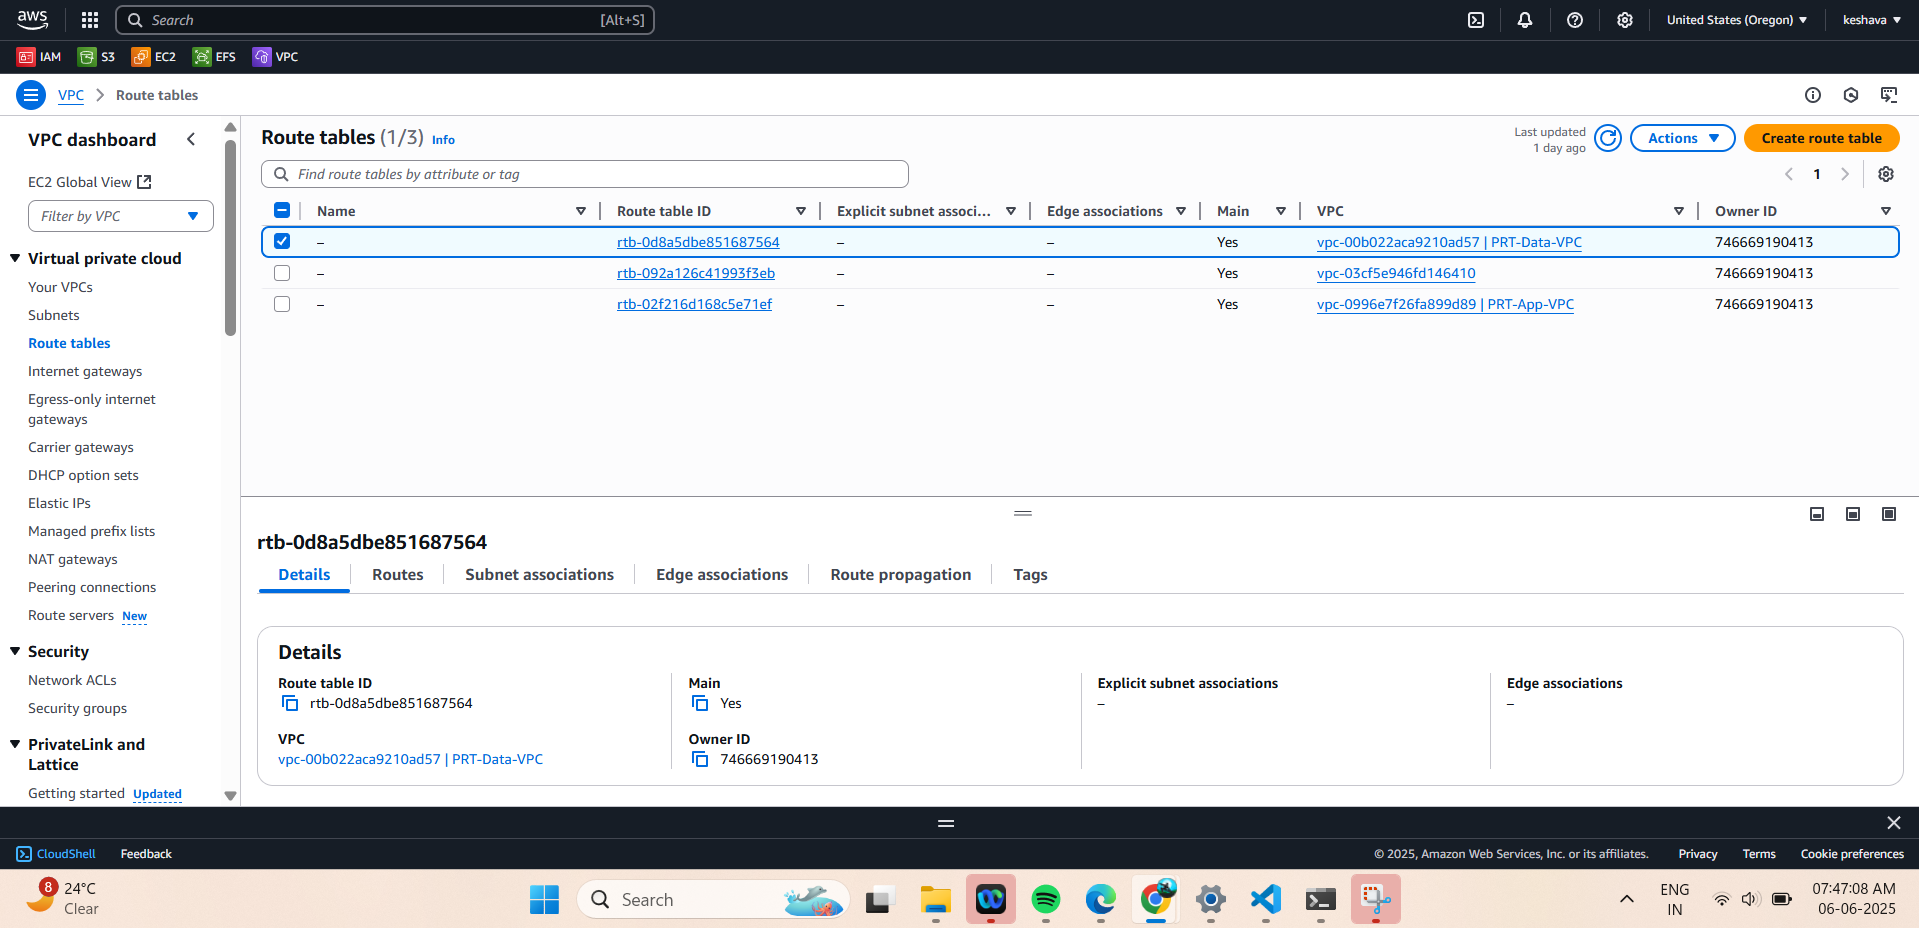 aws
Search [Alt+S]
United States (Oregon) keshava
IAM S3 EC2 EFS VPC
VPC Route tables
VPC dashboard
EC2 Global View
Filter by VPC
Virtual private cloud
Your VPCs
Subnets
Route tables
Internet gateways
Egress-only internet
gateways
Carrier gateways
DHCP option sets
Elastic IPs
Managed prefix lists
NAT gateways
Peering connections
Route servers New
Security
Network ACLs
Security groups
PrivateLink and
Lattice
Getting started Updated
Route tables (1/3) Info
Last updated
1 day ago
Actions
Create route table
Find route tables by attribute or tag
1
Name Route table ID Explicit subnet associ... Edge associations Main VPC Owner ID
– rtb-0d8a5dbe851687564 – – Yes vpc-00b022aca9210ad57 | PRT-Data-VPC 746669190413
– rtb-092a126c41993f3eb – – Yes vpc-03cf5e946fd146410 746669190413
– rtb-02f216d168c5e71ef – – Yes vpc-0996e7f26fa899d89 | PRT-App-VPC 746669190413
rtb-0d8a5dbe851687564
Details Routes Subnet associations Edge associations Route propagation Tags
Details
Route table ID
rtb-0d8a5dbe851687564
Main
Yes
Explicit subnet associations
–
Edge associations
–
VPC
vpc-00b022aca9210ad57 | PRT-Data-VPC
Owner ID
746669190413
CloudShell Feedback
© 2025, Amazon Web Services, Inc. or its affiliates. Privacy Terms Cookie preferences
8
24°C
Clear
Search
ENG
IN
07:47:08 AM
06-06-2025